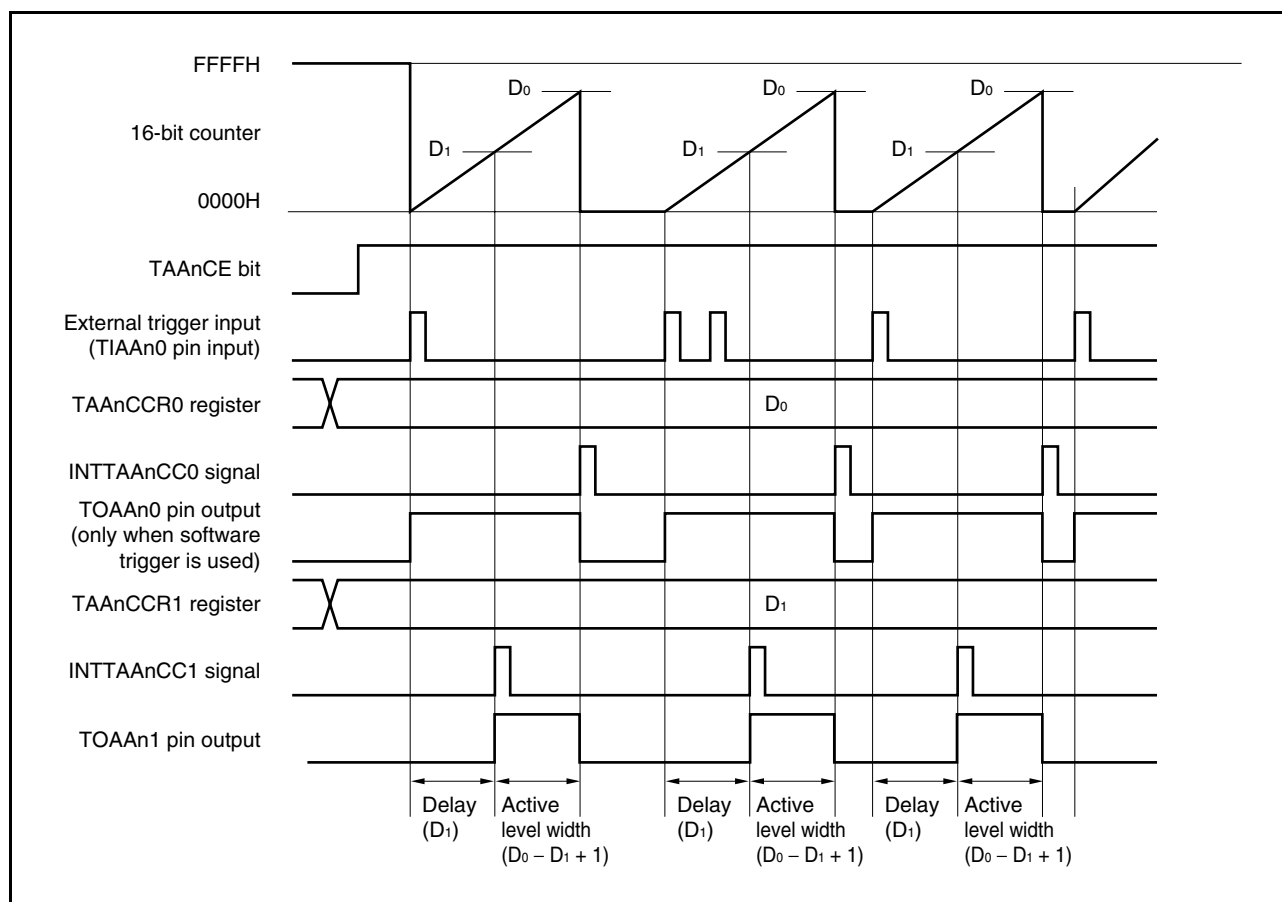 FFFFH
D0
D0
D0
16-bit counter
D1
D1
D1
0000H
TAAnCE bit
External trigger input
(TIAAn0 pin input)
TAAnCCR0 register
D0
INTTAAnCC0 signal
TOAAn0 pin output
(only when software
trigger is used)
TAAnCCR1 register
D1
INTTAAnCC1 signal
TOAAn1 pin output
Delay
(D1)
Active
level width
(D0 – D1 + 1)
Delay
(D1)
Active
level width
(D0 – D1 + 1)
Delay
(D1)
Active
level width
(D0 – D1 + 1)